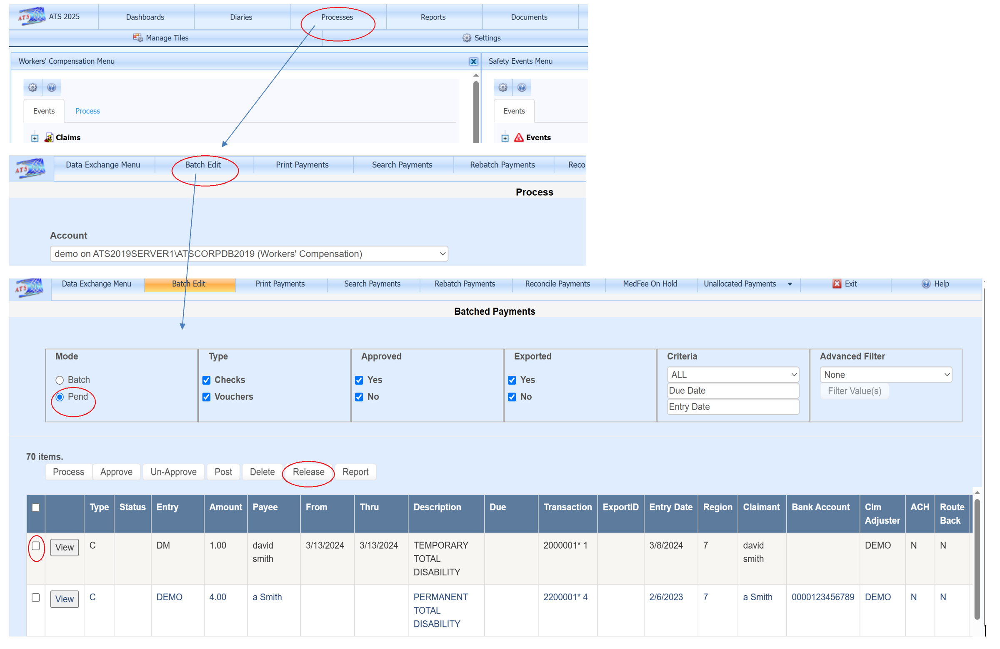 ATS ATS 2025 Dashboards Diaries Processes Reports Documents
Manage Tiles Settings
Workers' Compensation Menu Safety Events Menu
Events Process Events
Claims Events
ATS Data Exchange Menu Batch Edit Print Payments Search Payments Rebatch Payments Reco
Process
Account
demo on ATS2019SERVER1\ATSCORPDB2019 (Workers' Compensation)
ATS Data Exchange Menu Batch Edit Print Payments Search Payments Rebatch Payments Reconcile Payments MedFee On Hold Unallocated Payments Exit Help
Batched Payments
Mode Type Approved Exported Criteria Advanced Filter
Batch Checks Yes Yes ALL None
Pend Vouchers No No Due Date Filter Value(s)
Entry Date
70 items.
Process Approve Un-Approve Post Delete Release Report
Type Status Entry Amount Payee From Thru Description Due Transaction ExportID Entry Date Region Claimant Bank Account Clm ACH Route
Adjuster Back
View C DM 1.00 david 3/13/2024 3/13/2024 TEMPORARY 2000001* 1 3/8/2024 7 david DEMO N N
smith TOTAL smith
DISABILITY
View C DEMO 4.00 a Smith PERMANENT 2200001* 4 2/6/2023 7 a Smith 0000123456789 DEMO N N
TOTAL
DISABILITY